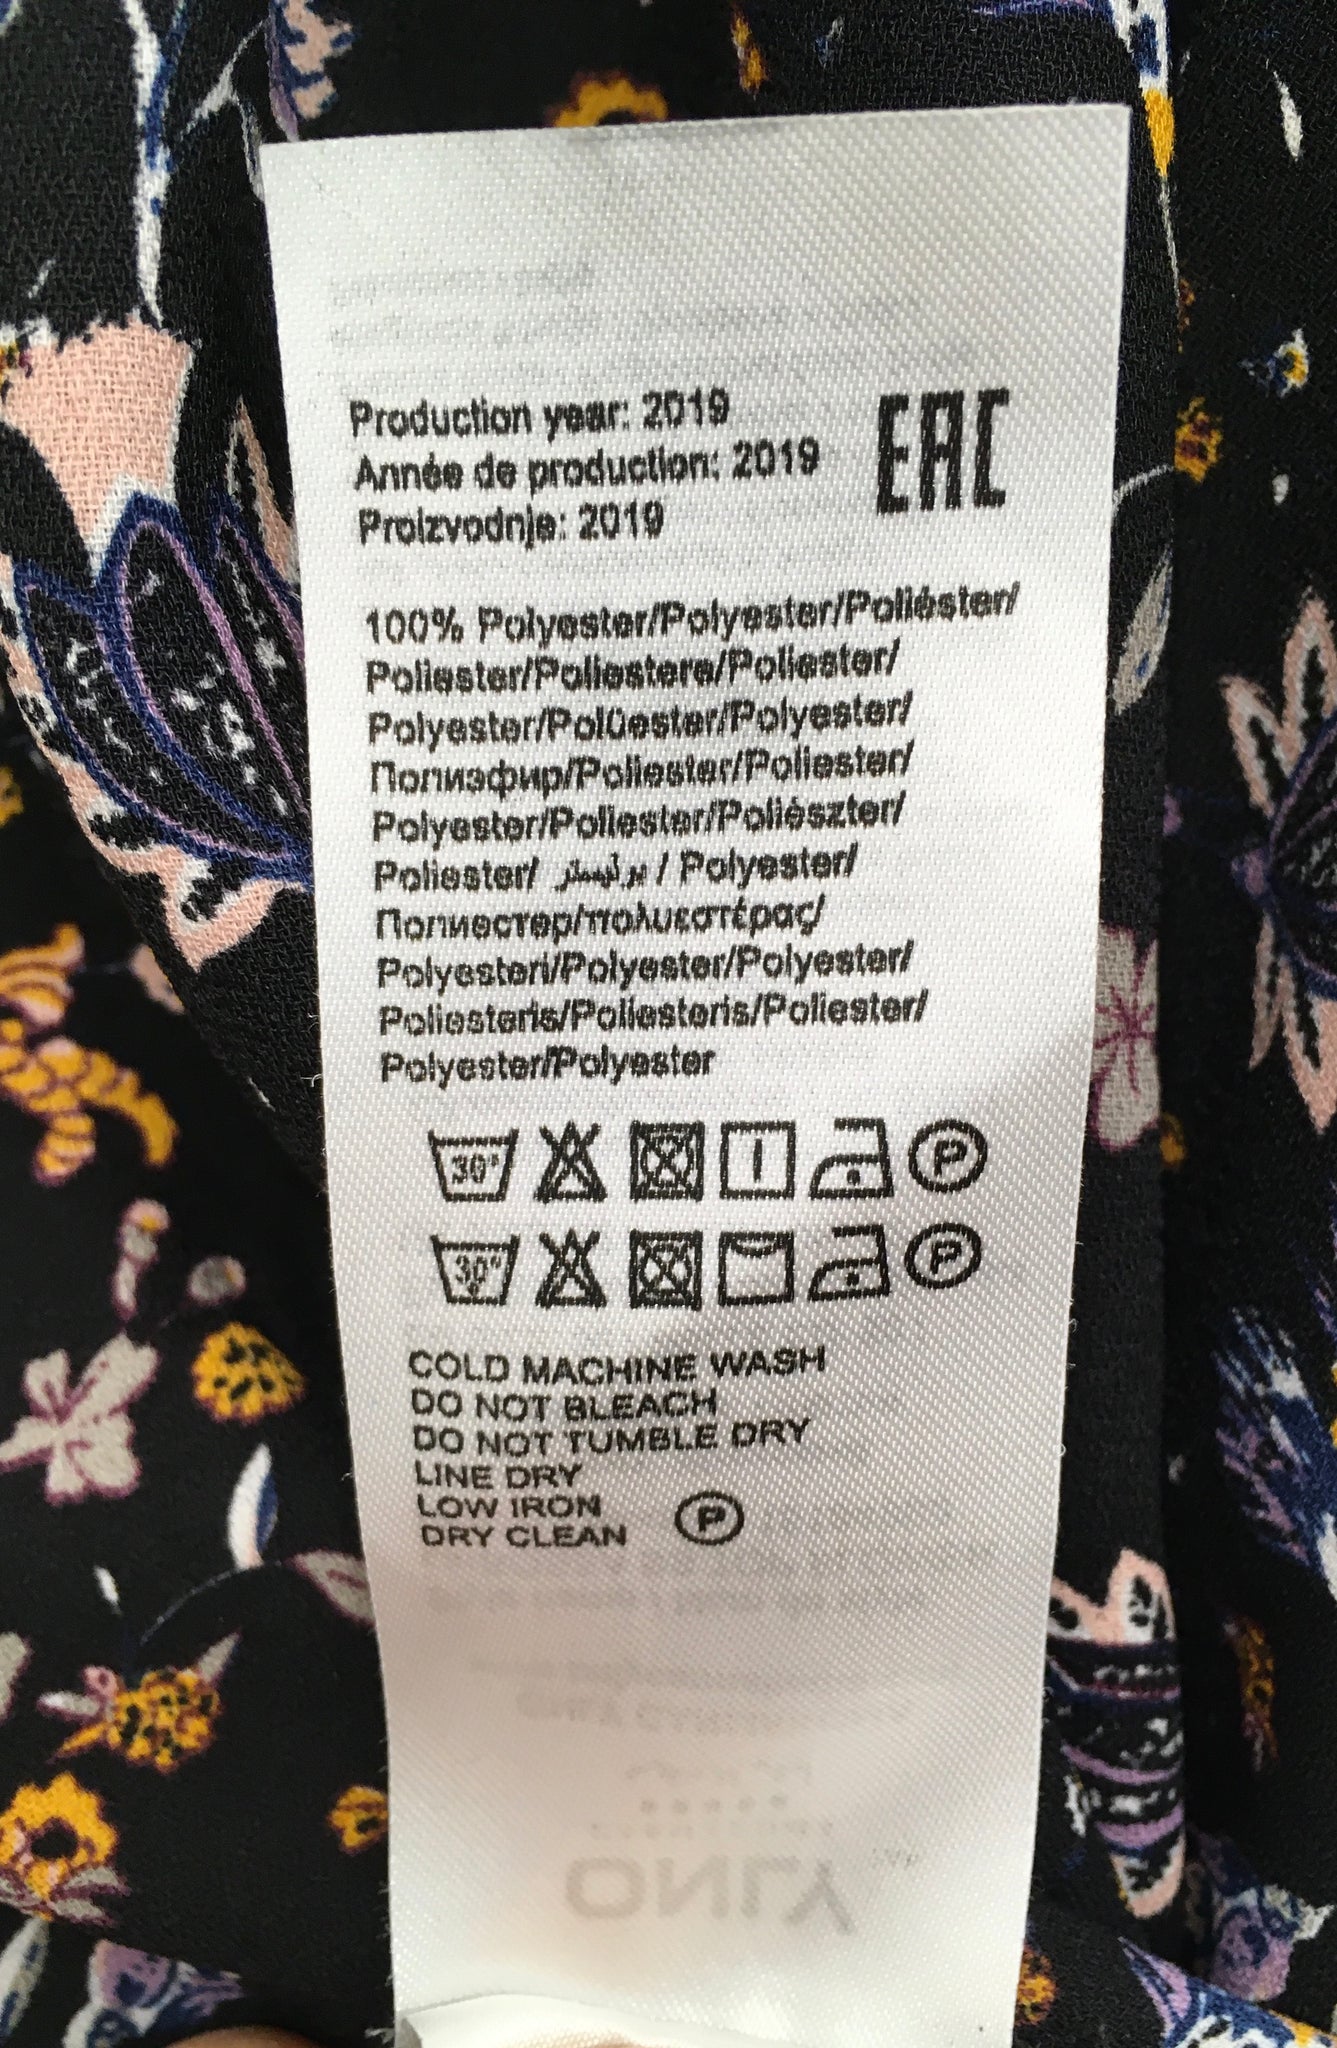 Production year: 2019
Année de production: 2019
Proizvodnje: 2019
EAC
100% Polyester/Polyester/Poliéster/
Poliester/Poliestere/Poliester/
Polyester/Polüester/Polyester/
Полиэфир/Poliester/Poliester/
Polyester/Poliester/Poliészter/
Poliester/ برليستر / Polyester/
Полиестер/πολυεστέρας/
Polyesteri/Polyester/Polyester/
Poliesteris/Poliesteris/Poliester/
Polyester/Polyester
30° P
30° P
COLD MACHINE WASH
DO NOT BLEACH
DO NOT TUMBLE DRY
LINE DRY
LOW IRON
DRY CLEAN P
ONLY